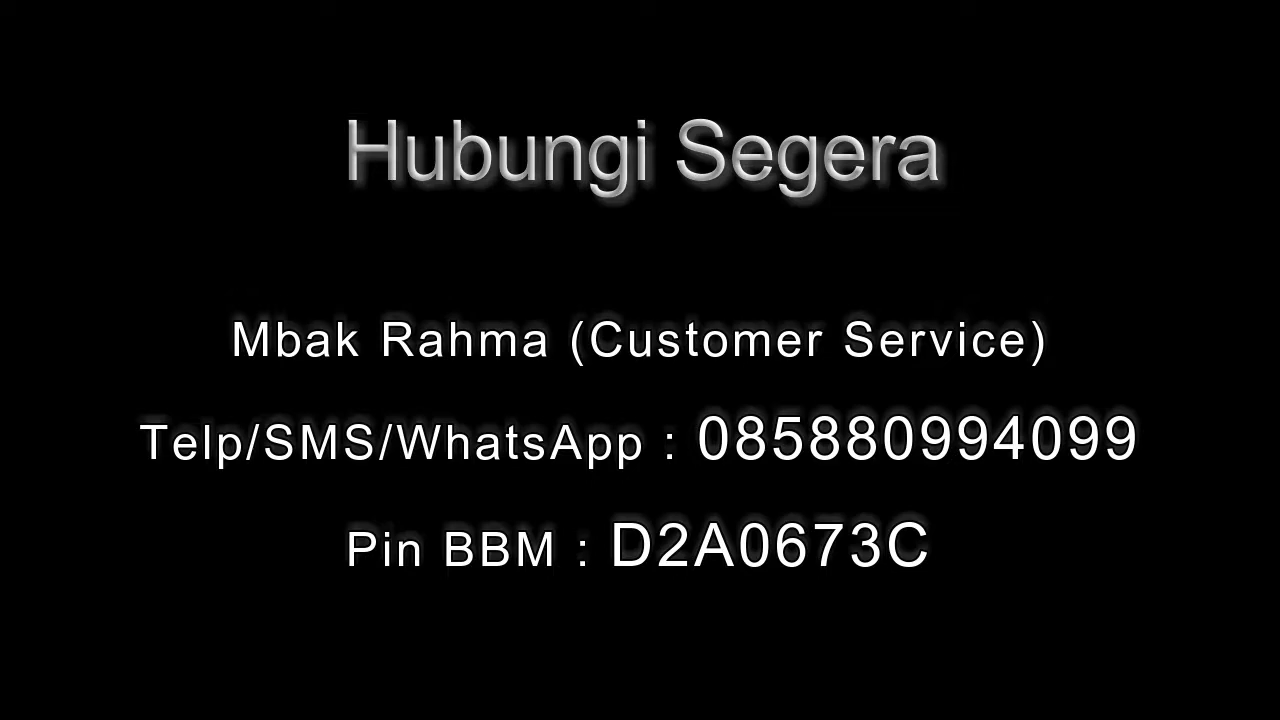 Hubungi Segera
Mbak Rahma (Customer Service)
Telp/SMS/WhatsApp : 085880994099
Pin BBM : D2A0673C